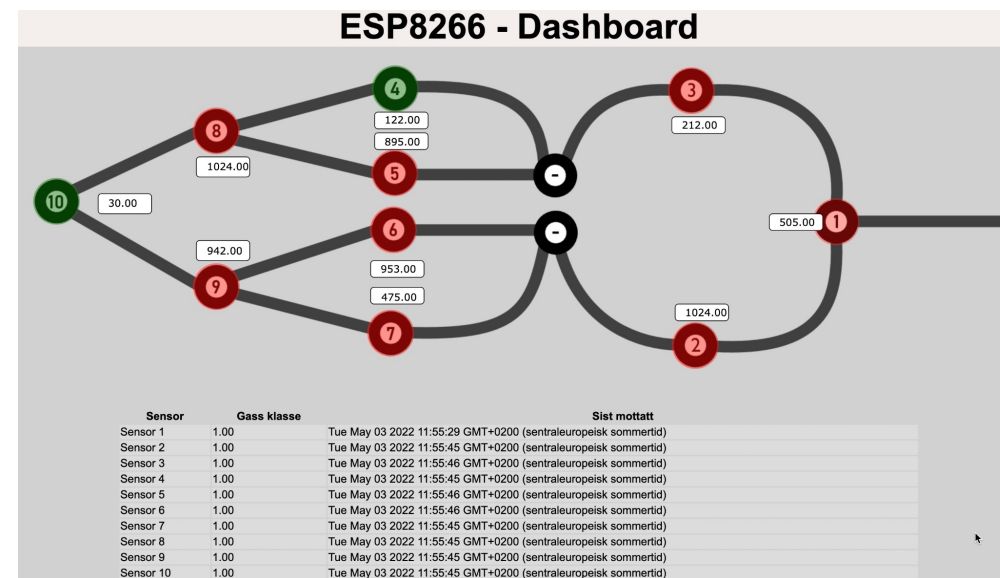 ESP8266 - Dashboard
4
3
122.00
212.00
8
895.00
1024.00
5
-
10
30.00
505.00
1
942.00
6
-
953.00
9
475.00
1024.00
7
2
Sensor Gass klasse Sist mottatt
Sensor 1 1.00 Tue May 03 2022 11:55:29 GMT+0200 (sentraleuropeisk sommertid)
Sensor 2 1.00 Tue May 03 2022 11:55:45 GMT+0200 (sentraleuropeisk sommertid)
Sensor 3 1.00 Tue May 03 2022 11:55:46 GMT+0200 (sentraleuropeisk sommertid)
Sensor 4 1.00 Tue May 03 2022 11:55:45 GMT+0200 (sentraleuropeisk sommertid)
Sensor 5 1.00 Tue May 03 2022 11:55:46 GMT+0200 (sentraleuropeisk sommertid)
Sensor 6 1.00 Tue May 03 2022 11:55:46 GMT+0200 (sentraleuropeisk sommertid)
Sensor 7 1.00 Tue May 03 2022 11:55:45 GMT+0200 (sentraleuropeisk sommertid)
Sensor 8 1.00 Tue May 03 2022 11:55:45 GMT+0200 (sentraleuropeisk sommertid)
Sensor 9 1.00 Tue May 03 2022 11:55:45 GMT+0200 (sentraleuropeisk sommertid)
Sensor 10 1.00 Tue May 03 2022 11:55:45 GMT+0200 (sentraleuropeisk sommertid)